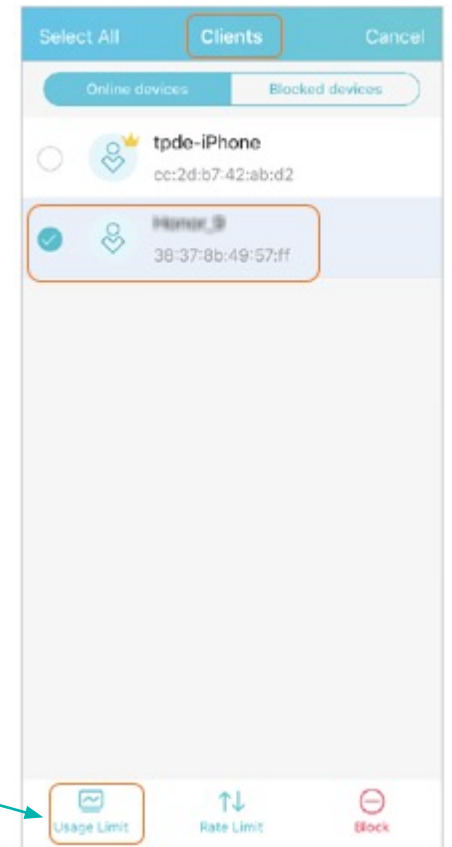 Select All Clients Cancel
Online devices Blocked devices
tpde-iPhone
cc:2d:b7:42:ab:d2
38:37:8b:49:57:ff
Usage Limit Rate Limit Block